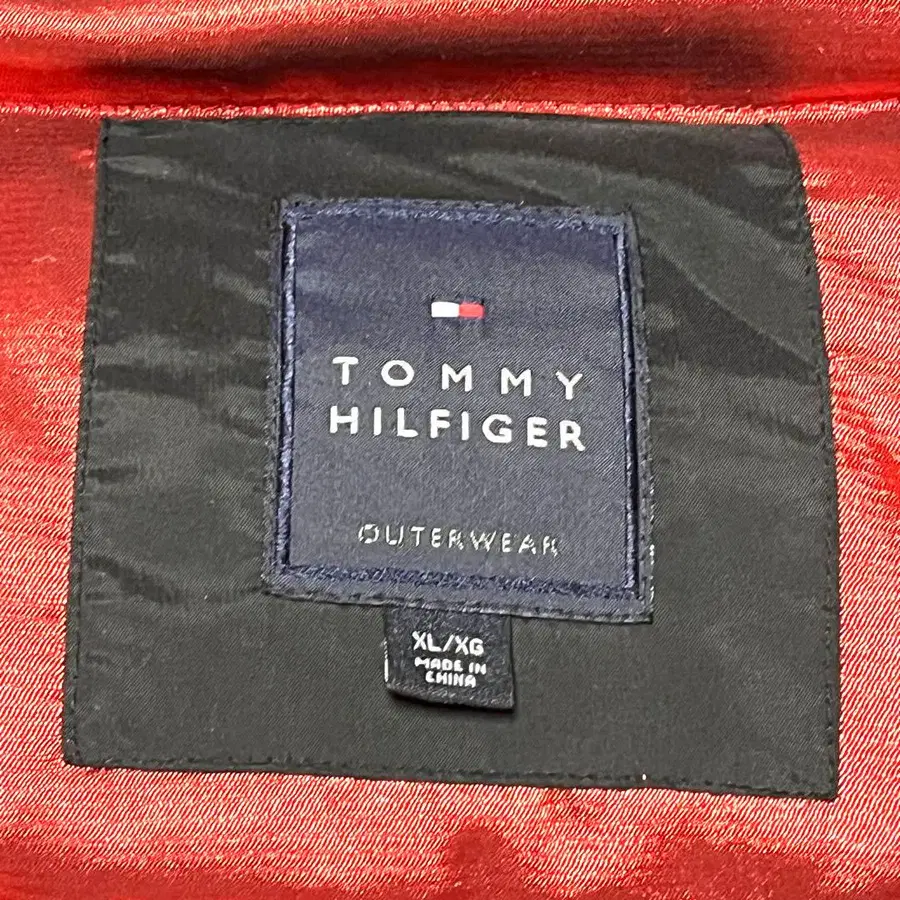 TOMMY
HILFIGER
OUTERWEAR
XL/XG
MADE IN
CHINA